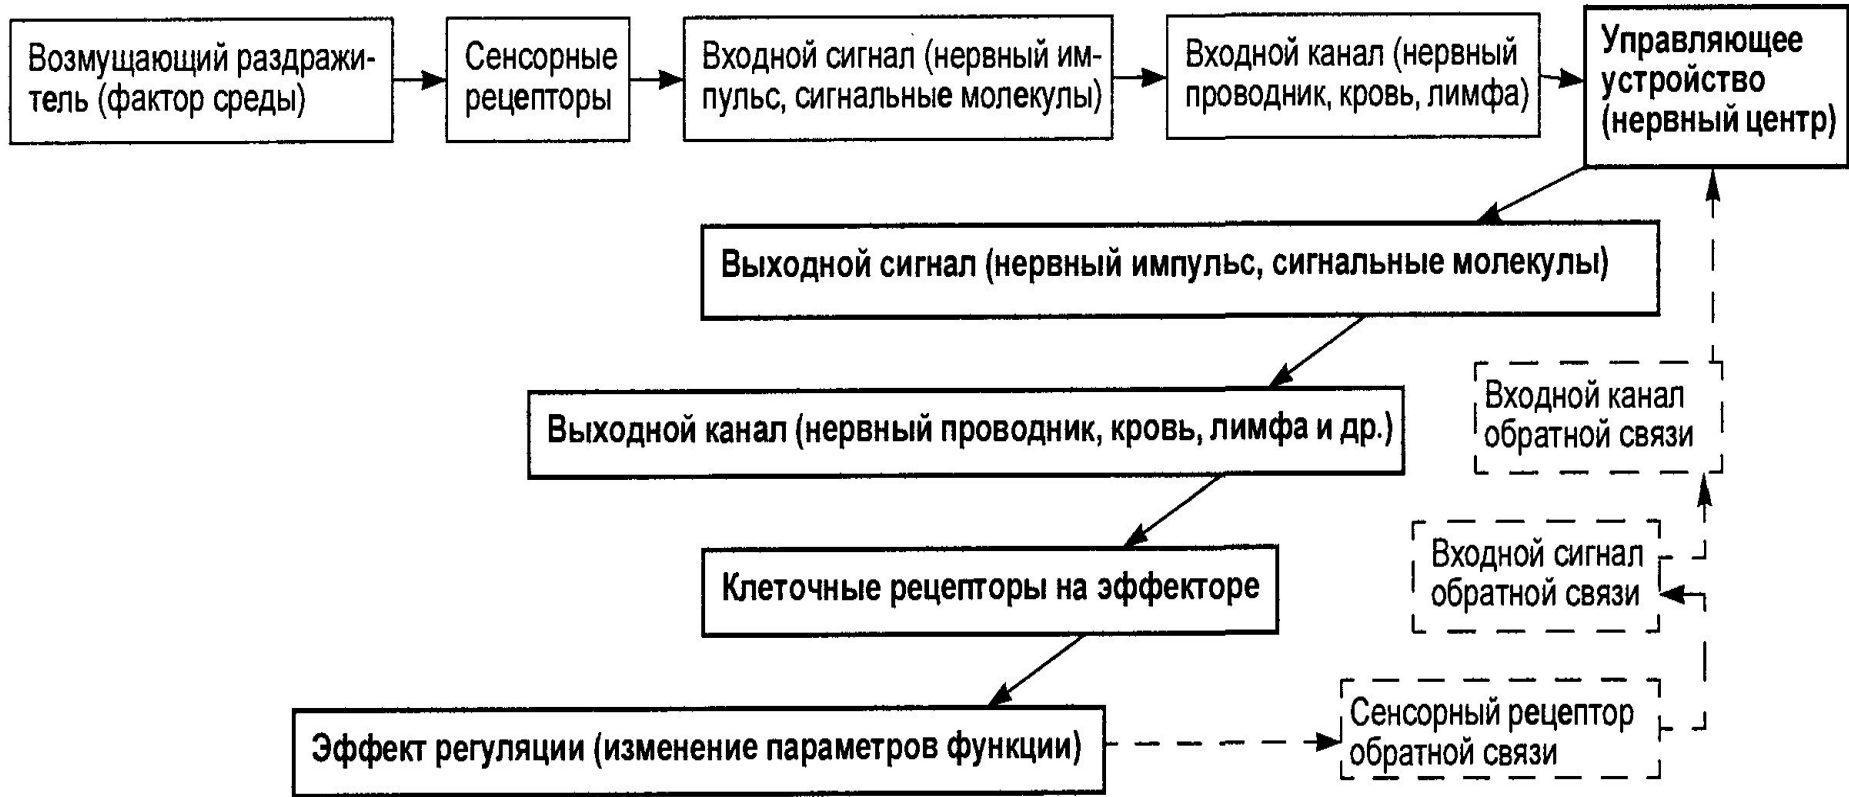 Возмущающий раздражи-
тель (фактор среды)
Сенсорные
рецепторы
Входной сигнал (нервный им-
пульс, сигнальные молекулы)
Входной канал (нервный
проводник, кровь, лимфа)
Управляющее
устройство
(нервный центр)
Выходной сигнал (нервный импульс, сигнальные молекулы)
Выходной канал (нервный проводник, кровь, лимфа и др.)
Входной канал
обратной связи
Клеточные рецепторы на эффекторе
Входной сигнал
обратной связи
Эффект регуляции (изменение параметров функции)
Сенсорный рецептор
обратной связи